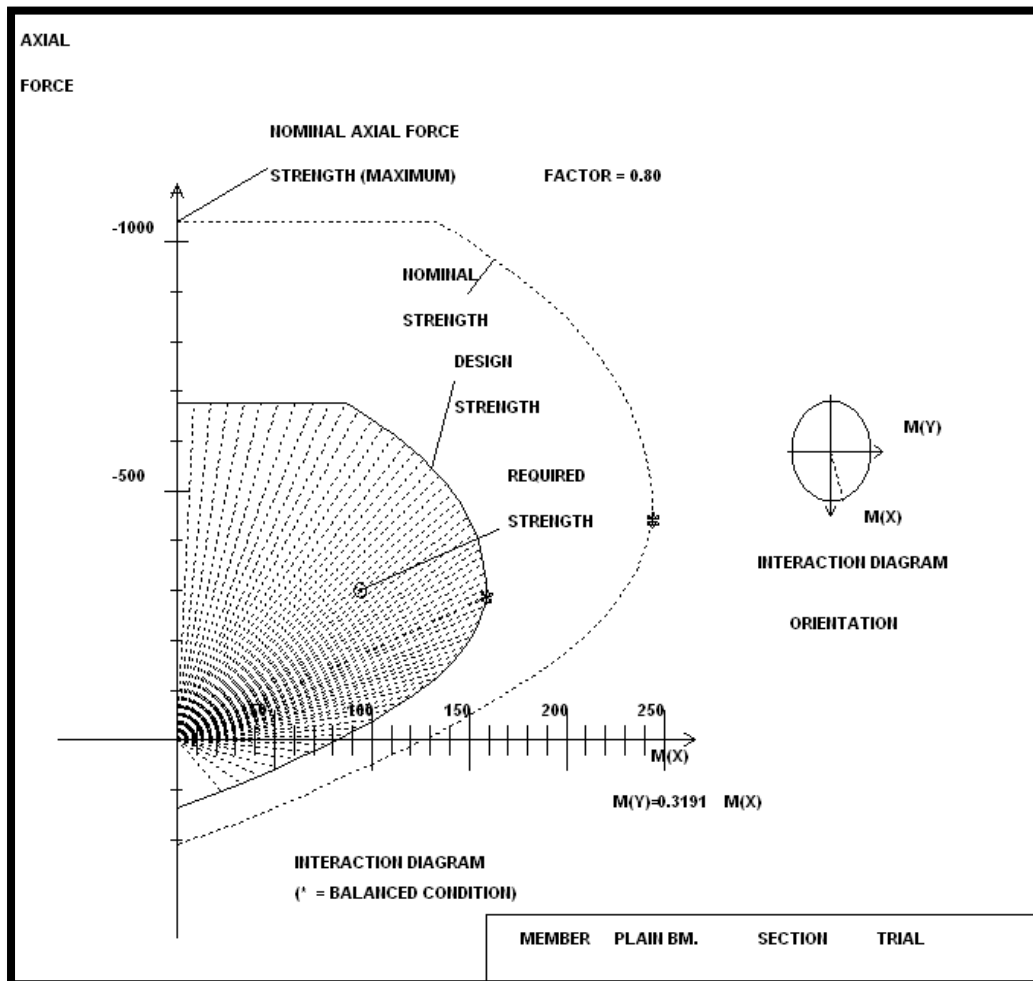 AXIAL
FORCE
NOMINAL AXIAL FORCE
STRENGTH (MAXIMUM)
FACTOR = 0.80
-1000
NOMINAL
STRENGTH
DESIGN
STRENGTH
M(Y)
-500
REQUIRED
STRENGTH
M(X)
INTERACTION DIAGRAM
ORIENTATION
100
150
200
250
M(X)
M(Y)=0.3191 M(X)
INTERACTION DIAGRAM
(* = BALANCED CONDITION)
MEMBER PLAIN BM. SECTION TRIAL